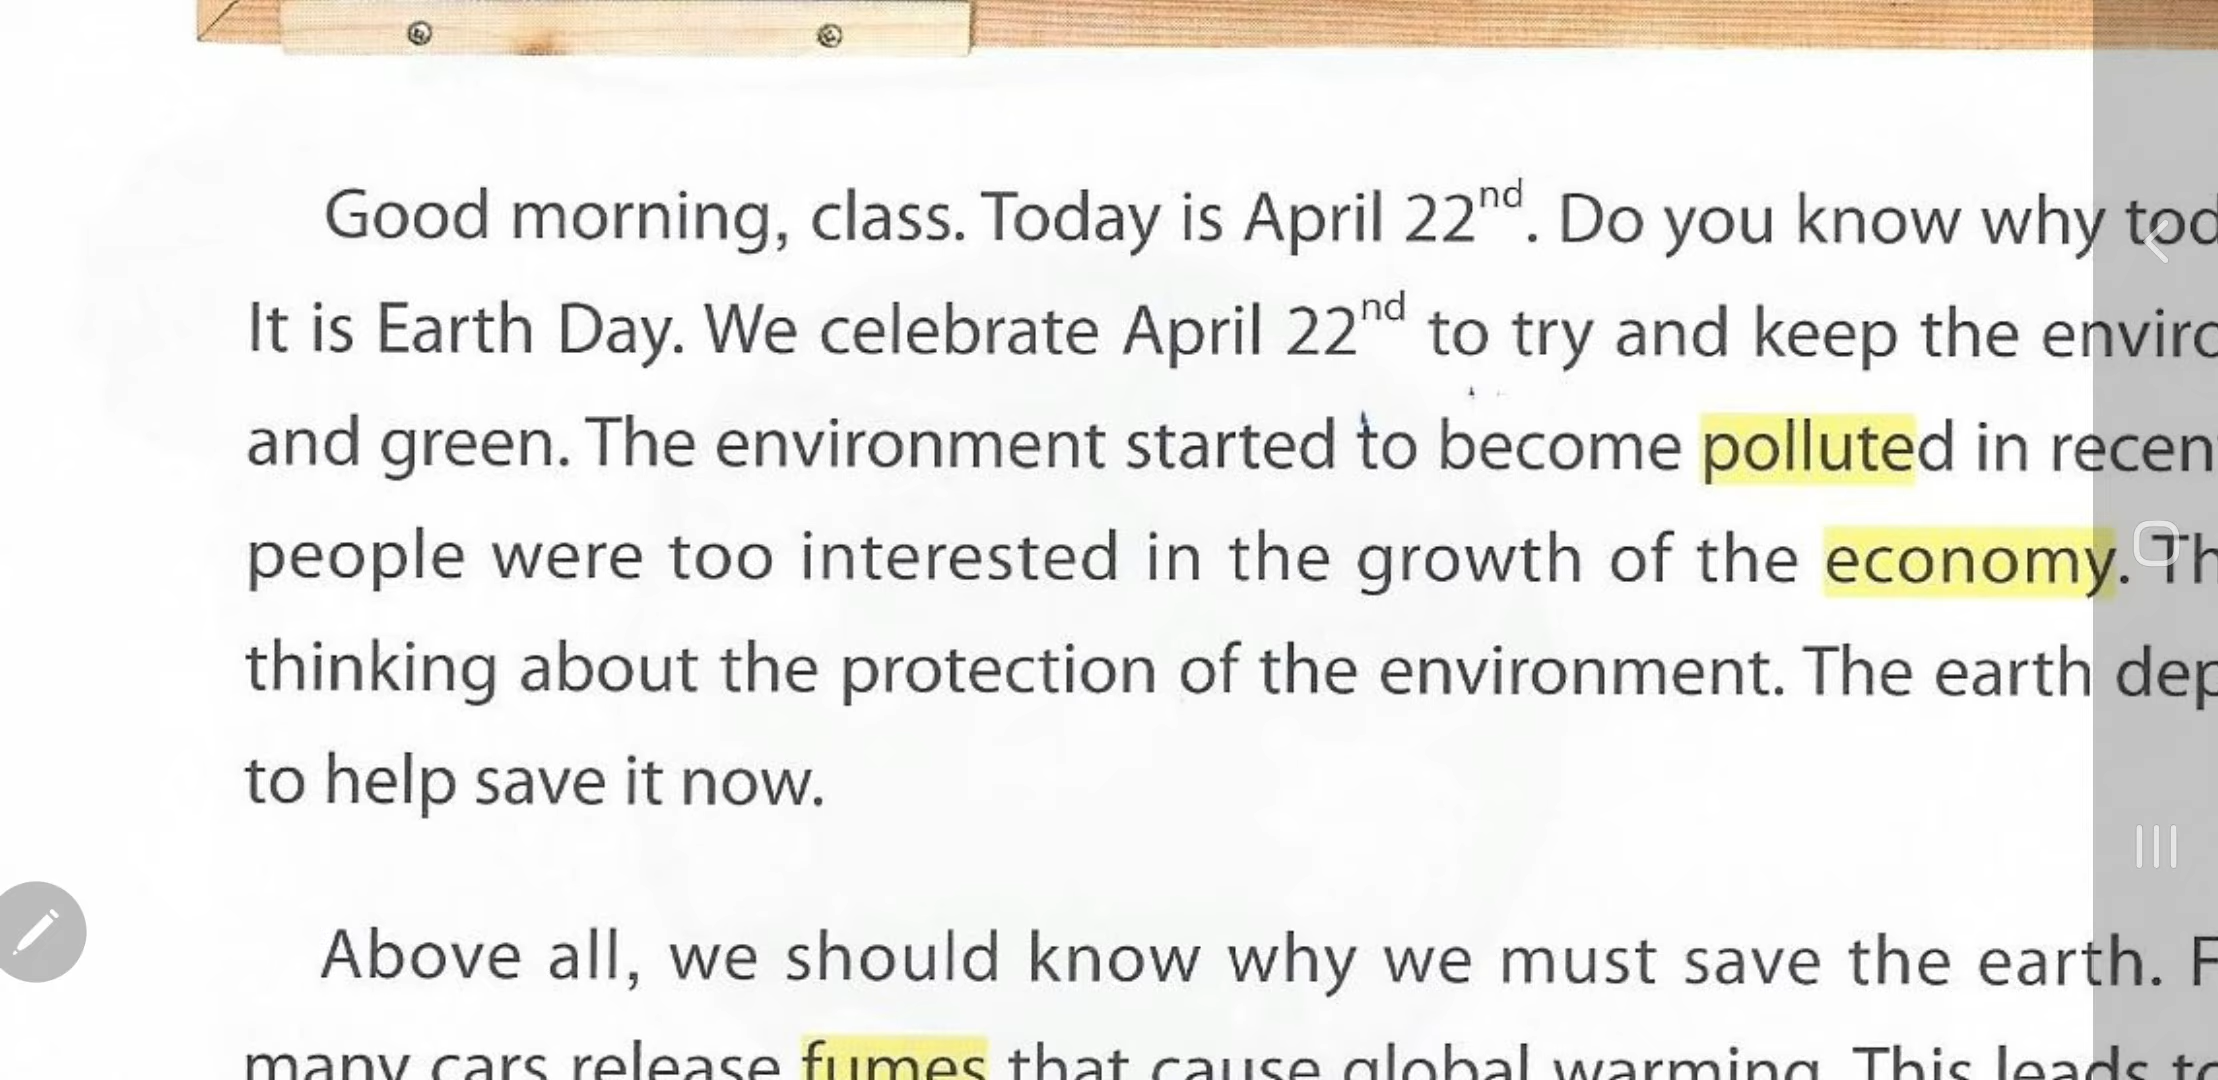 Good morning, class. Today is April 22nd. Do you know why
It is Earth Day. We celebrate April 22nd to try and keep the
and green. The environment started to become polluted in
people were too interested in the growth of the economy.
thinking about the protection of the environment. The earth
to help save it now.
Above all, we should know why we must save the earth.
many cars release fumes that cause global warming. This leads to